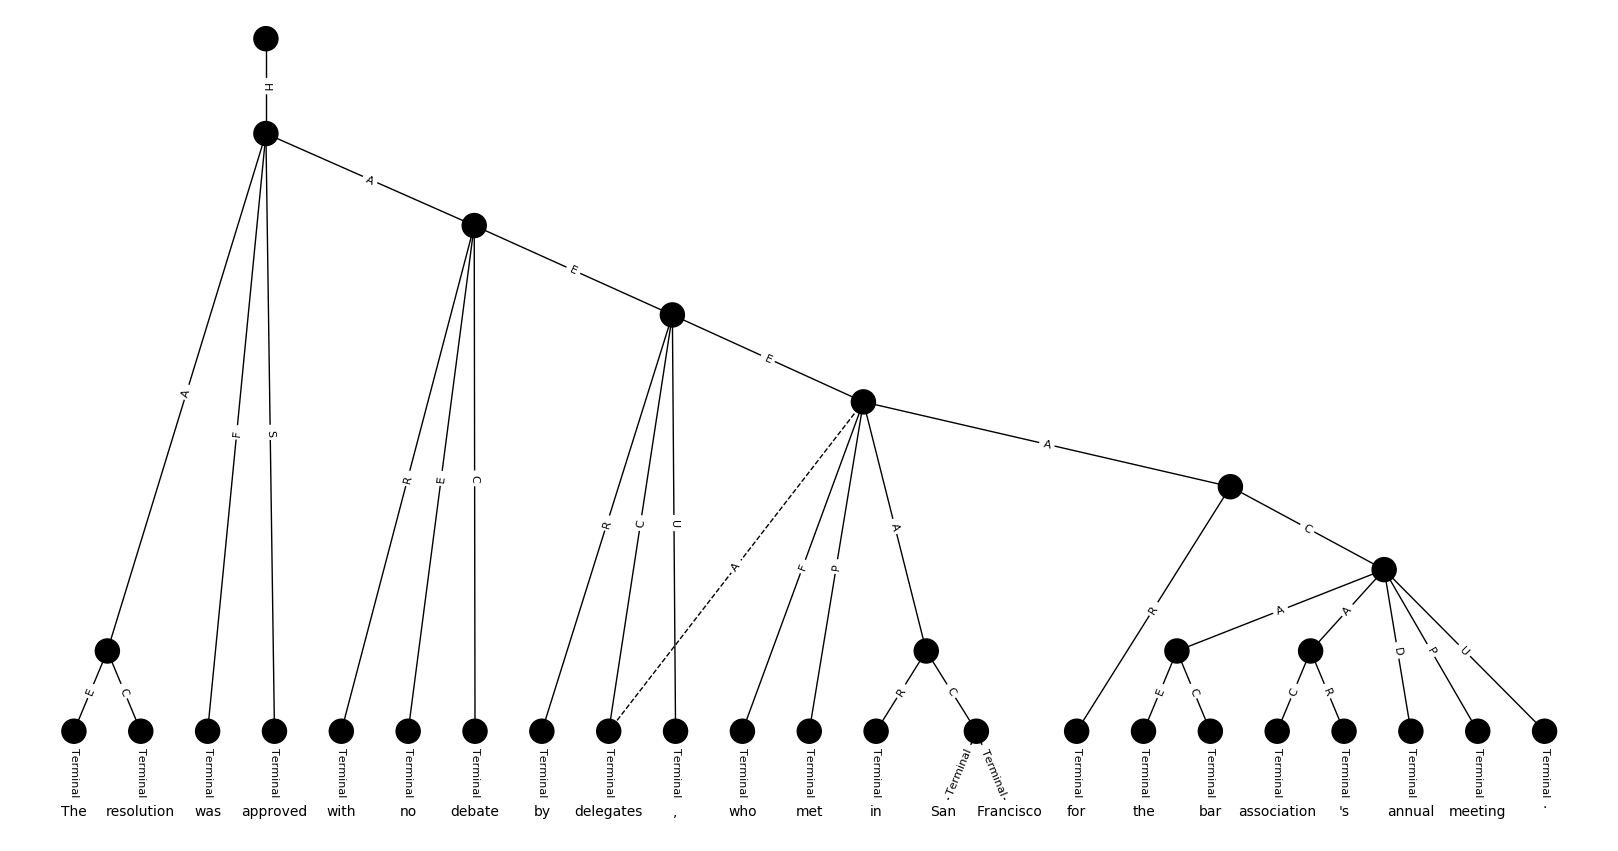 H
A
E
E
A
A
F
S
R
E
C
R
C
U
A
F
P
A
R
C
A
A
D
P
U
E
C
R
C
E
C
C
R
Terminal Terminal Terminal Terminal Terminal Terminal Terminal Terminal Terminal Terminal Terminal Terminal Terminal Terminal Terminal Terminal Terminal Terminal Terminal Terminal Terminal Terminal Terminal
The resolution was approved with no debate by delegates , who met in San Francisco for the bar association 's annual meeting .